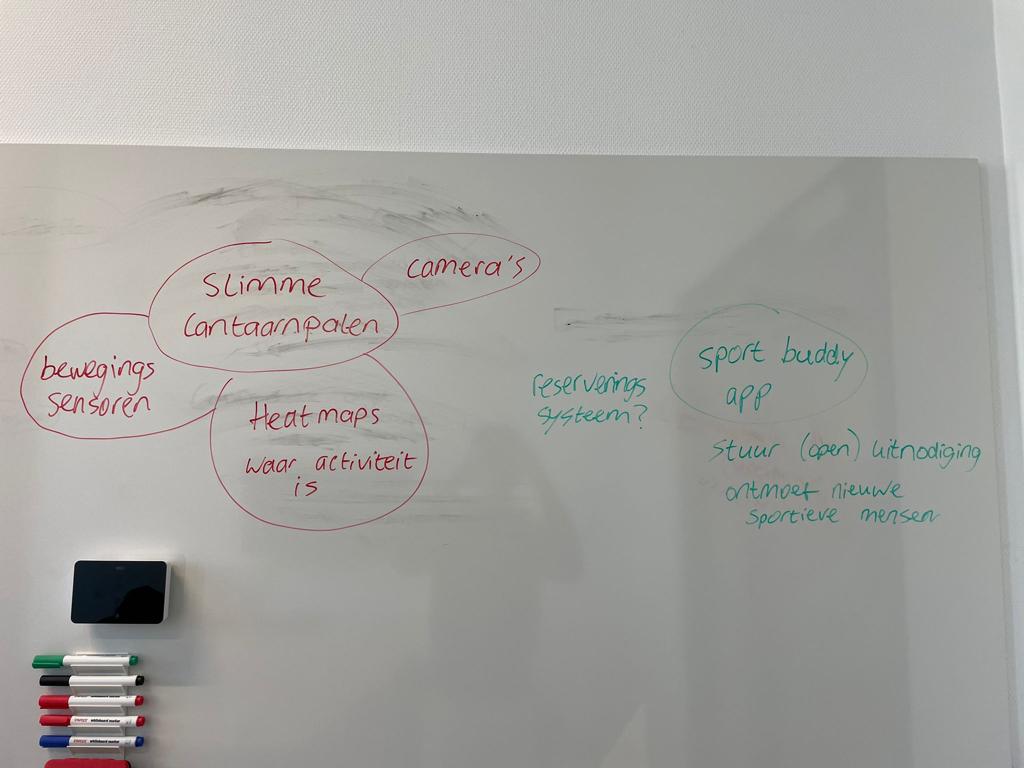 slimme
lantaarnpalen
camera's
bewegings
sensoren
Heatmaps
waar activiteit
is
sport buddy
app
reserverings
systeem?
stuur (open) uitnodiging
ontmoet nieuwe
sportieve mensen